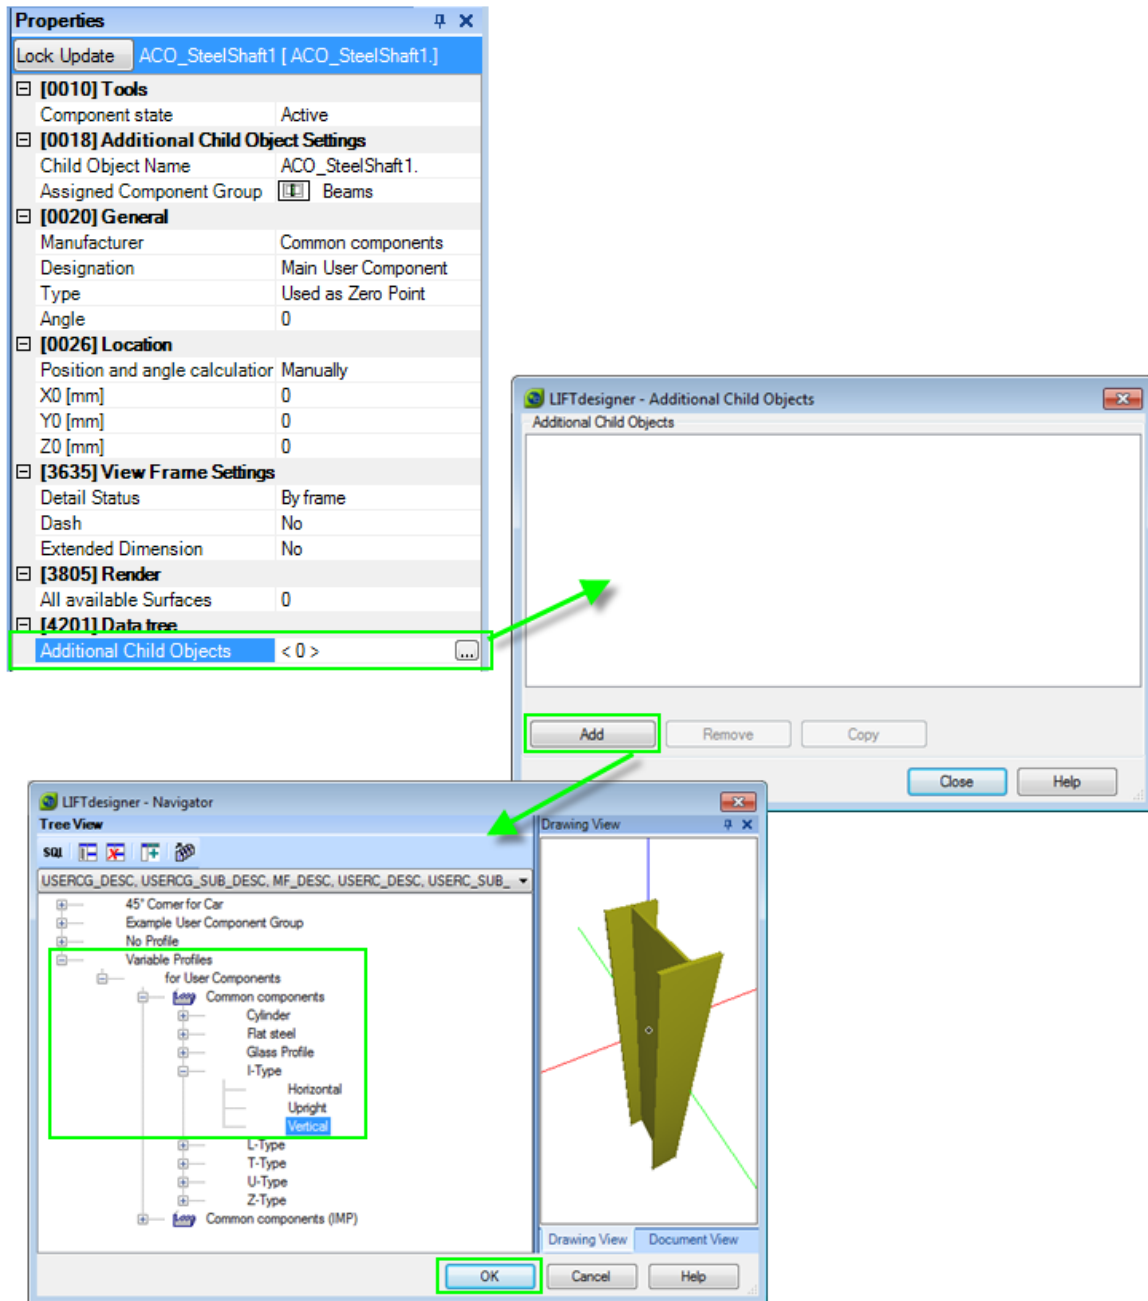 Properties
Lock Update ACO_SteelShaft1 [ ACO_SteelShaft1.]
[0010] Tools
Component state Active
[0018] Additional Child Object Settings
Child Object Name ACO_SteelShaft1.
Assigned Component Group Beams
[0020] General
Manufacturer Common components
Designation Main User Component
Type Used as Zero Point
Angle 0
[0026] Location
Position and angle calculation Manually
X0 [mm] 0
Y0 [mm] 0
Z0 [mm] 0
[3635] View Frame Settings
Detail Status By frame
Dash No
Extended Dimension No
[3805] Render
All available Surfaces 0
[4201] Data tree
Additional Child Objects < 0 > ...
LIFTdesigner - Additional Child Objects
Additional Child Objects
Add Remove Copy
Close Help
LIFTdesigner - Navigator
Tree View
SQL
USERCG_DESC, USERCG_SUB_DESC, MF_DESC, USERC_DESC, USERC_SUB_
45° Corner for Car
Example User Component Group
No Profile
Variable Profiles
for User Components
Common components
Cylinder
Flat steel
Glass Profile
I-Type
Horizontal
Upright
Vertical
L-Type
T-Type
U-Type
Z-Type
Common components (IMP)
Drawing View
Drawing View Document View
OK Cancel Help